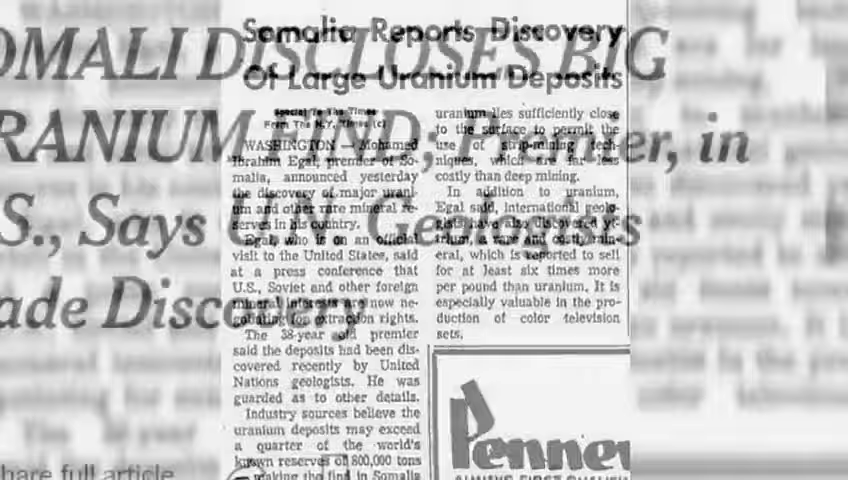 OMALI DISCLOSES BIG
RANIUM FIND; Premier, in
.S., Says U.N. Geologists
ade Discovery
hare full article
Somalia Reports Discovery
Of Large Uranium Deposits
Special To The Times
From The N.Y. Times (c)
WASHINGTON — Mohamed
Ibrahim Egal, premier of So-
malia, announced yesterday
the discovery of major urani-
um and other rare mineral re-
serves in his country.
Egal, who is on an official
visit to the United States, said
at a press conference that
U.S., Soviet and other foreign
mineral interests are now ne-
gotiating for extraction rights.
The 38-year old premier
said the deposits had been dis-
covered recently by United
Nations geologists. He was
guarded as to other details.
Industry sources believe the
uranium deposits may exceed
a quarter of the world's
known reserves of 800,000 tons
making the find in Somalia
uranium lies sufficiently close
to the surface to permit the
use of strip-mining tech-
niques, which are far less
costly than deep mining.
In addition to uranium,
Egal said, international geolo-
gists have also discovered yt-
trium, a rare and costly min-
eral, which is reported to sell
for at least six times more
per pound than uranium. It is
especially valuable in the pro-
duction of color television
sets.
Penney
ALWAYS FIRST QUALITY